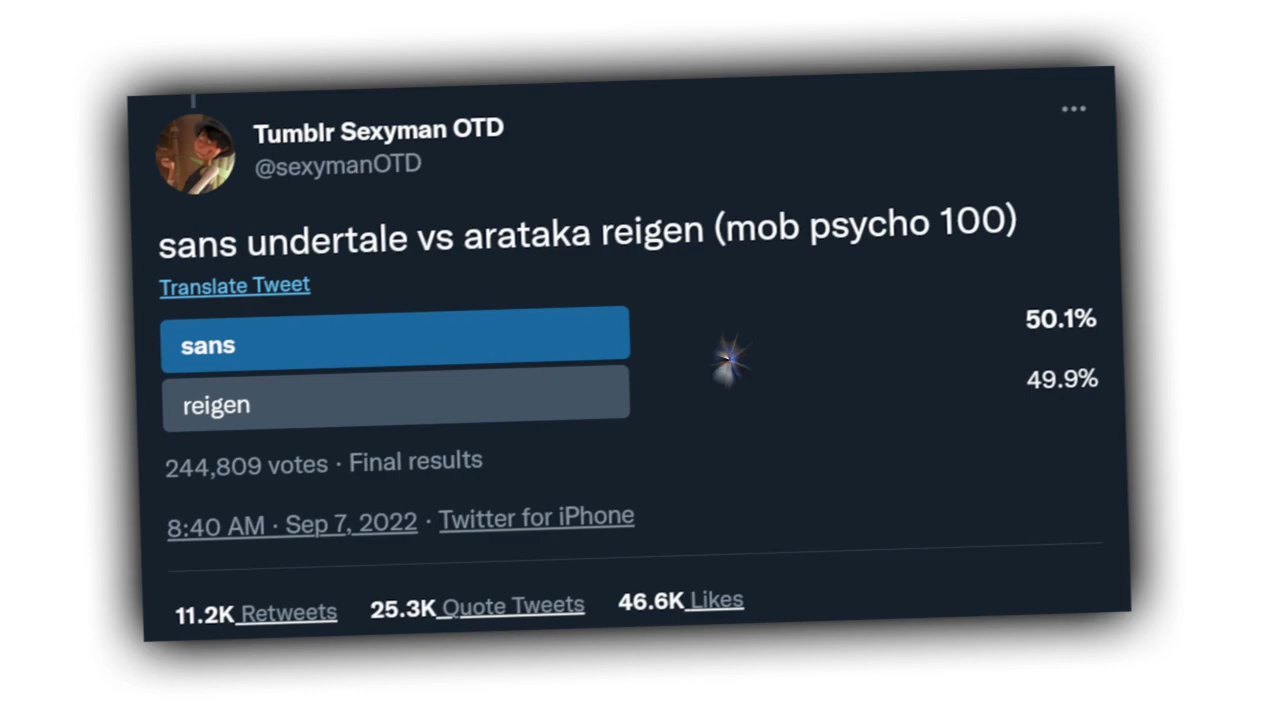 Tumblr Sexyman OTD
@sexymanOTD
sans undertale vs arataka reigen (mob psycho 100)
Translate Tweet
sans 50.1%
reigen 49.9%
244,809 votes · Final results
8:40 AM · Sep 7, 2022 · Twitter for iPhone
11.2K Retweets 25.3K Quote Tweets 46.6K Likes